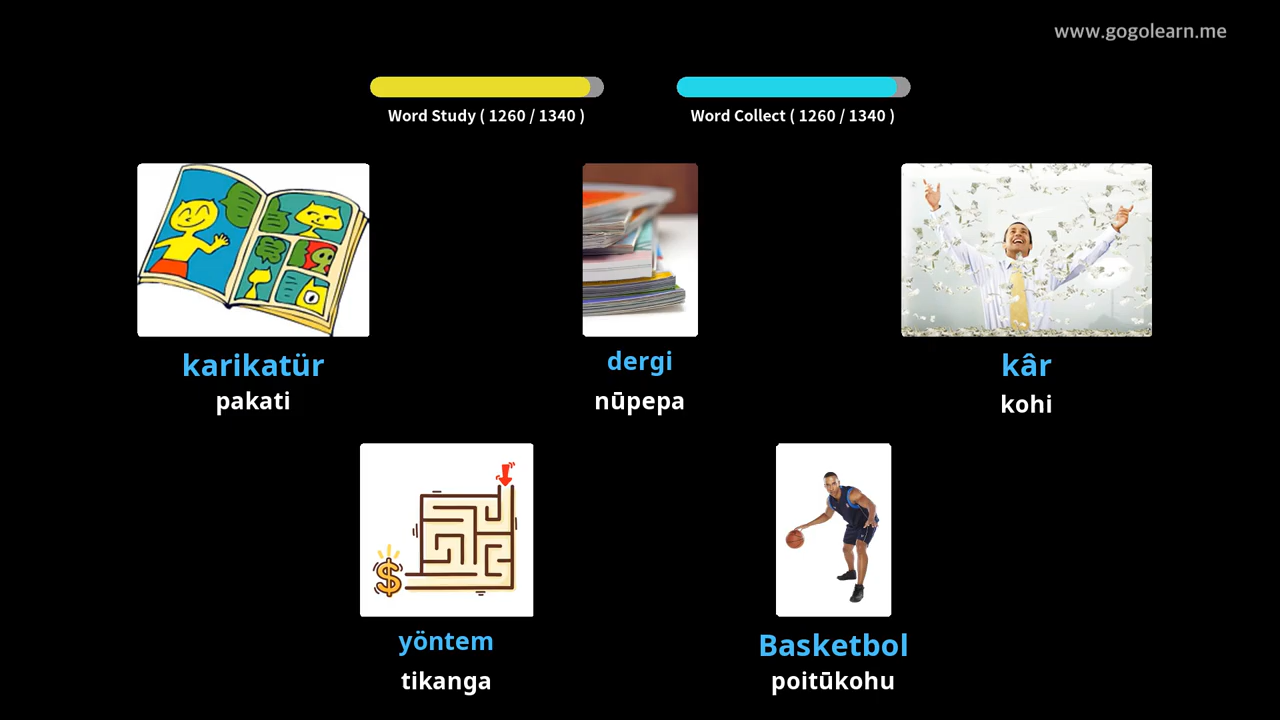 www.gogolearn.me
Word Study ( 1260 / 1340 )
Word Collect ( 1260 / 1340 )
karikatür
pakati
dergi
nūpepa
kâr
kohi
yöntem
tikanga
Basketbol
poitūkohu